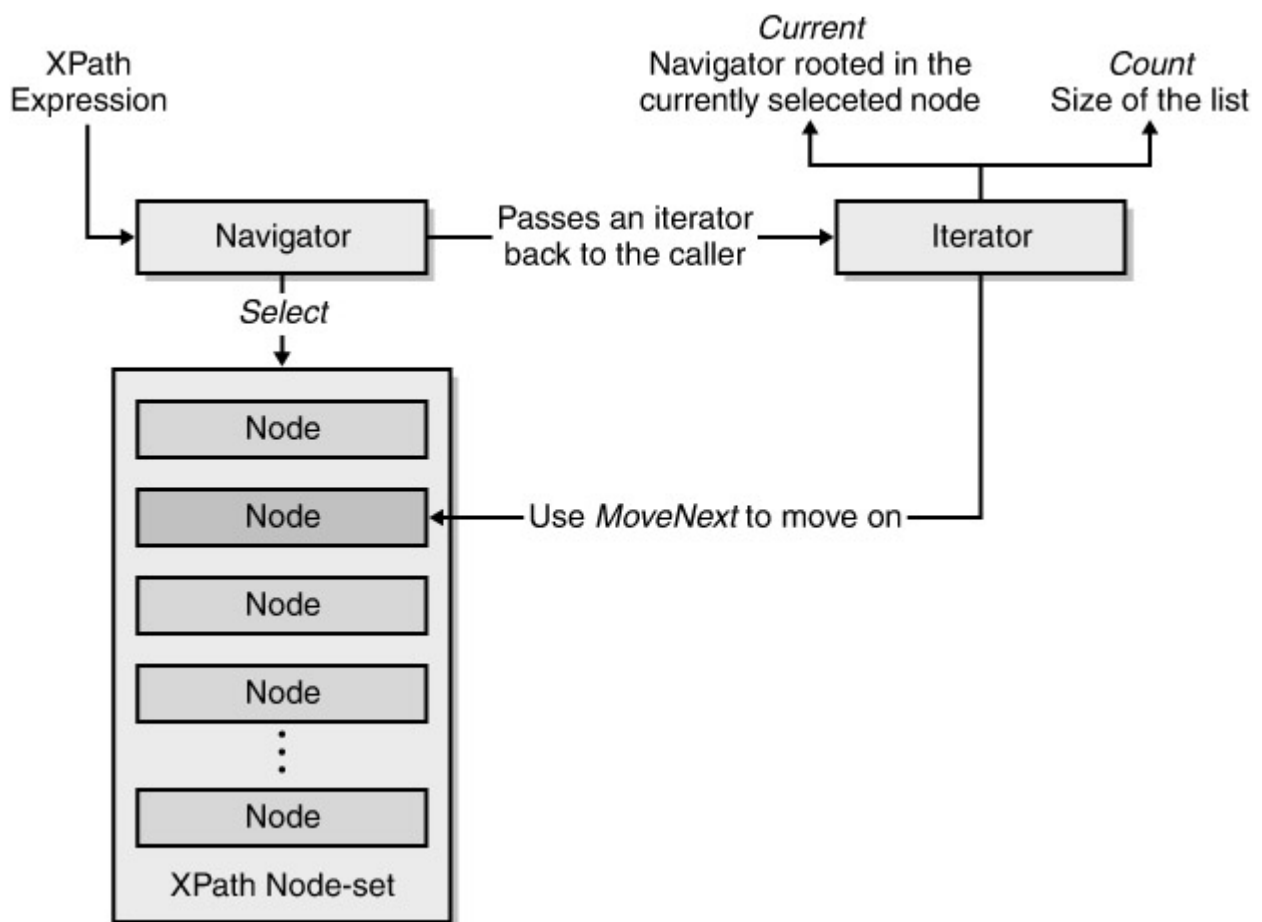 XPath
Expression
Current
Navigator rooted in the
currently seleceted node
Count
Size of the list
Navigator
Passes an iterator
back to the caller
Iterator
Select
Node
Node
Use MoveNext to move on
Node
Node
Node
XPath Node-set